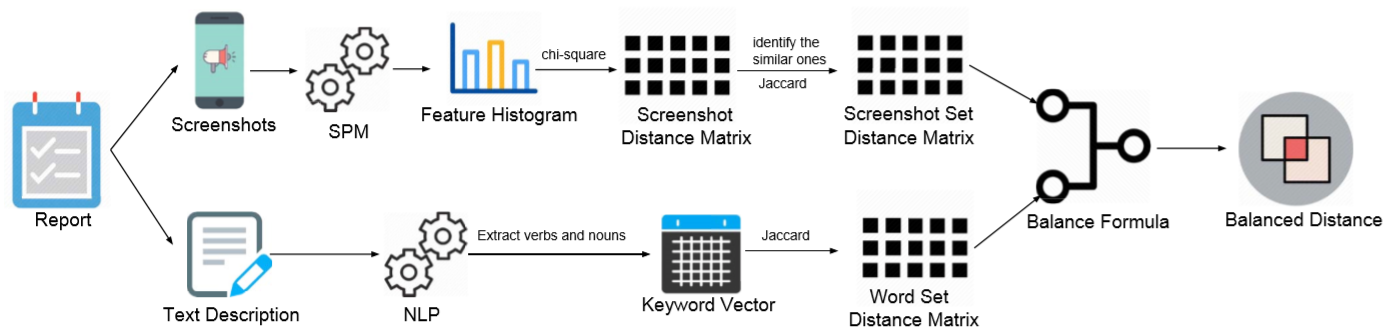 Report
Screenshots
SPM
Feature Histogram
chi-square
Screenshot
Distance Matrix
identify the
similar ones
Jaccard
Screenshot Set
Distance Matrix
Text Description
NLP
Extract verbs and nouns
Keyword Vector
Jaccard
Word Set
Distance Matrix
Balance Formula
Balanced Distance